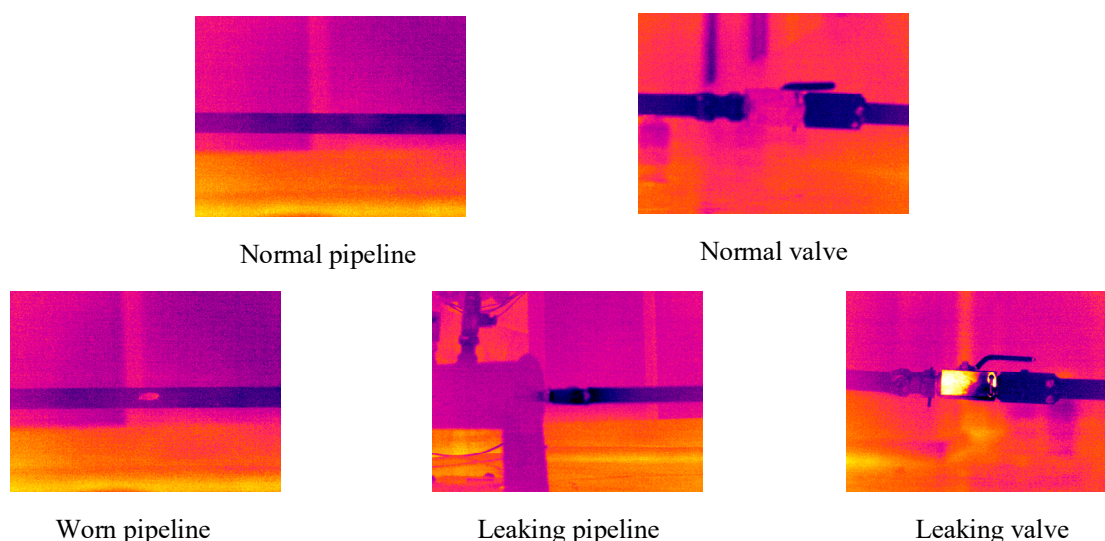 Normal pipeline
Normal valve
Worn pipeline
Leaking pipeline
Leaking valve